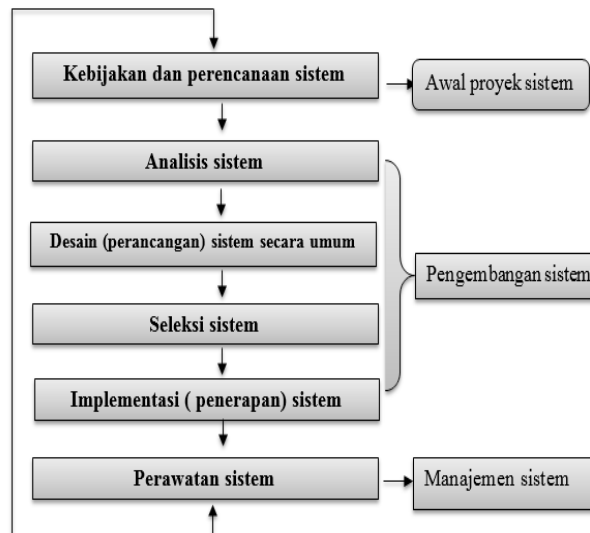 Kebijakan dan perencanaan sistem
Awal proyek sistem
Analisis sistem
Desain (perancangan) sistem secara umum
Pengembangan sistem
Seleksi sistem
Implementasi ( penerapan) sistem
Perawatan sistem
Manajemen sistem